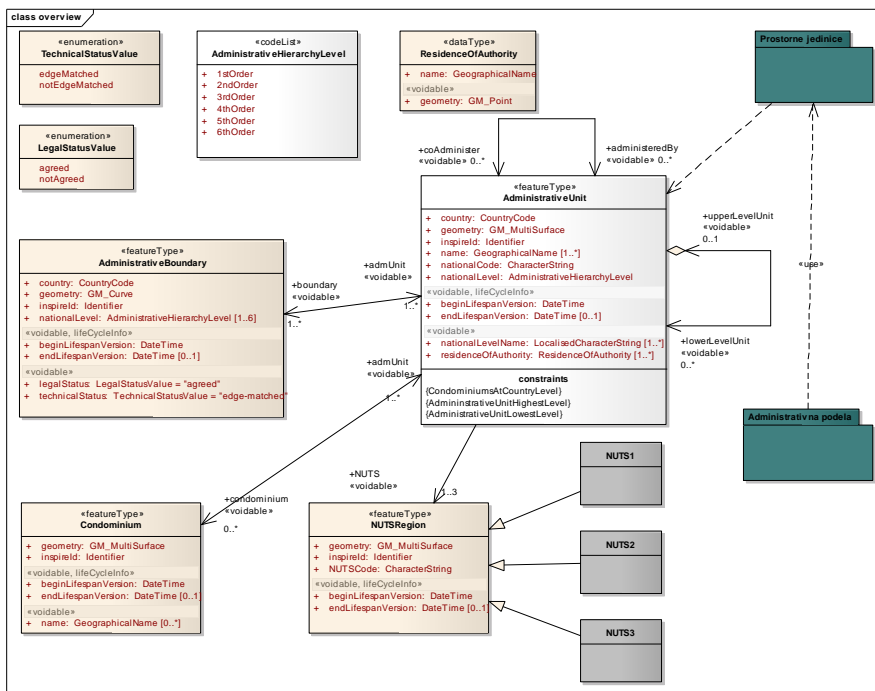 class overview
«enumeration»
TechnicalStatusValue
edgeMatched
notEdgeMatched
«codeList»
AdministrativeHierarchyLevel
+ 1stOrder
+ 2ndOrder
+ 3rdOrder
+ 4thOrder
+ 5thOrder
+ 6thOrder
«dataType»
ResidenceOfAuthority
+ name: GeographicalName
«voidable»
+ geometry: GM_Point
Prostorne jedinice
«enumeration»
LegalStatusValue
agreed
notAgreed
+coAdminister
«voidable» 0..*
+administeredBy
«voidable» 0..*
«featureType»
AdministrativeUnit
+ country: CountryCode
+ geometry: GM_MultiSurface
+ inspireId: Identifier
+ name: GeographicalName [1..*]
+ nationalCode: CharacterString
+ nationalLevel: AdministrativeHierarchyLevel
«voidable, lifeCycleInfo»
+ beginLifespanVersion: DateTime
+ endLifespanVersion: DateTime [0..1]
«voidable»
+ nationalLevelName: LocalisedCharacterString [1..*]
+ residenceOfAuthority: ResidenceOfAuthority [1..*]
constraints
{CondominiumsAtCountryLevel}
{AdmininistrativeUnitHighestLevel}
{AdministrativeUnitLowestLevel}
+upperLevelUnit
«voidable»
0..1
+lowerLevelUnit
«voidable»
0..*
«use»
«featureType»
AdministrativeBoundary
+ country: CountryCode
+ geometry: GM_Curve
+ inspireId: Identifier
+ nationalLevel: AdministrativeHierarchyLevel [1..6]
«voidable, lifeCycleInfo»
+ beginLifespanVersion: DateTime
+ endLifespanVersion: DateTime [0..1]
«voidable»
+ legalStatus: LegalStatusValue = "agreed"
+ technicalStatus: TechnicalStatusValue = "edge-matched"
+boundary
«voidable»
1..*
+admUnit
«voidable»
1..*
+admUnit
«voidable»
1..*
Administrativna podela
+NUTS
«voidable»
1..3
+condominium
«voidable»
0..*
«featureType»
Condominium
+ geometry: GM_MultiSurface
+ inspireId: Identifier
«voidable, lifeCycleInfo»
+ beginLifespanVersion: DateTime
+ endLifespanVersion: DateTime [0..1]
«voidable»
+ name: GeographicalName [0..*]
«featureType»
NUTSRegion
+ geometry: GM_MultiSurface
+ inspireId: Identifier
+ NUTSCode: CharacterString
«voidable, lifeCycleInfo»
+ beginLifespanVersion: DateTime
+ endLifespanVersion: DateTime [0..1]
NUTS1
NUTS2
NUTS3